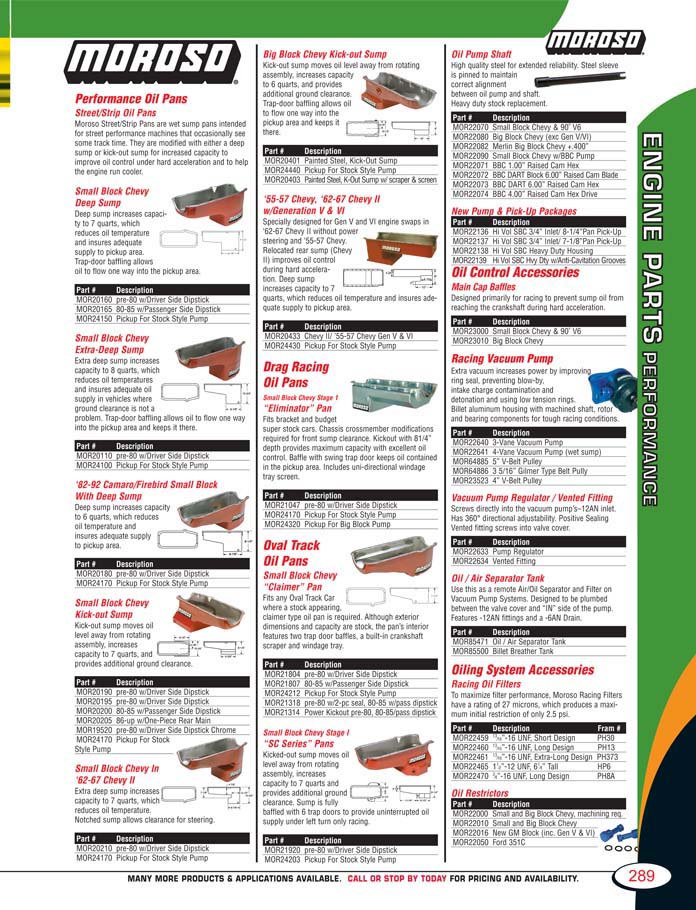 MOROSO
Performance Oil Pans
Street/Strip Oil Pans
Moroso Street/Strip Pans are wet sump pans intended
for street performance machines that occasionally see
some track time. They are modified with either a deep
sump or kick-out sump for increased capacity to
improve oil control under hard acceleration and to help
the engine run cooler.
Small Block Chevy
Deep Sump
Deep sump increases capaci-
ty to 7 quarts, which
reduces oil temperature
and insures adequate
supply to pickup area.
Trap-door baffling allows
oil to flow one way into the pickup area.
Part # Description
MOR20160 pre-80 w/Driver Side Dipstick
MOR20165 80-85 w/Passenger Side Dipstick
MOR24150 Pickup For Stock Style Pump
Small Block Chevy
Extra-Deep Sump
Extra deep sump increases
capacity to 8 quarts, which
reduces oil temperatures
and insures adequate oil
supply in vehicles where
ground clearance is not a
problem. Trap-door baffling allows oil to flow one way
into the pickup area and keeps it there.
Part # Description
MOR20110 pre-80 w/Driver Side Dipstick
MOR24100 Pickup For Stock Style Pump
'82-92 Camaro/Firebird Small Block
With Deep Sump
Deep sump increases capacity
to 6 quarts, which reduces
oil temperature and
insures adequate supply
to pickup area.
Part # Description
MOR20180 pre-80 w/Driver Side Dipstick
MOR24170 Pickup For Stock Style Pump
Small Block Chevy
Kick-out Sump
Kick-out sump moves oil
level away from rotating
assembly, increases
capacity to 7 quarts, and
provides additional ground clearance.
Part # Description
MOR20190 pre-80 w/Driver Side Dipstick
MOR20195 pre-80 w/Driver Side Dipstick
MOR20200 80-85 w/Passenger Side Dipstick
MOR20205 86-up w/One-Piece Rear Main
MOR19520 pre-80 w/Driver Side Dipstick Chrome
MOR24170 Pickup For Stock
Style Pump
Small Block Chevy In
'62-67 Chevy II
Extra deep sump increases
capacity to 7 quarts, which
reduces oil temperature.
Notched sump allows clearance for steering.
Part # Description
MOR20210 pre-80 w/Driver Side Dipstick
MOR24170 Pickup For Stock Style Pump
Big Block Chevy Kick-out Sump
Kick-out sump moves oil level away from rotating
assembly, increases capacity
to 6 quarts, and provides
additional ground clearance.
Trap-door baffling allows oil
to flow one way into the
pickup area and keeps it
there.
Part # Description
MOR20401 Painted Steel, Kick-Out Sump
MOR24440 Pickup For Stock Style Pump
MOR20403 Painted Steel, K-Out Sump w/ scraper & screen
'55-57 Chevy, '62-67 Chevy II
w/Generation V & VI
Specially designed for Gen V and VI engine swaps in
'62-67 Chevy II without power
steering and '55-57 Chevy.
Relocated rear sump (Chevy
II) improves oil control
during hard accelera-
tion. Deep sump
increases capacity to 7
quarts, which reduces oil temperature and insures ade-
quate supply to pickup area.
Part # Description
MOR20433 Chevy II/ '55-57 Chevy Gen V & VI
MOR24430 Pickup For Stock Style Pump
Drag Racing
Oil Pans
Small Block Chevy Stage 1
"Eliminator" Pan
Fits bracket and budget
super stock cars. Chassis crossmember modifications
required for front sump clearance. Kickout with 81/4"
depth provides maximum capacity with excellent oil
control. Baffle with swing trap door keeps oil contained
in the pickup area. Includes uni-directional windage
tray screen.
Part # Description
MOR21047 pre-80 w/Driver Side Dipstick
MOR24170 Pickup For Stock Style Pump
MOR24320 Pickup For Big Block Pump
Oval Track
Oil Pans
Small Block Chevy
"Claimer" Pan
Fits any Oval Track Car
where a stock appearing,
claimer type oil pan is required. Although exterior
dimensions and capacity are stock, the pan's interior
features two trap door baffles, a built-in crankshaft
scraper and windage tray.
Part # Description
MOR21804 pre-80 w/Driver Side Dipstick
MOR21807 80-85 w/Passenger Side Dipstick
MOR24212 Pickup For Stock Style Pump
MOR21318 pre-80 w/2-pc seal, 80-85 w/pass dipstick
MOR21314 Power Kickout pre-80, 80-85/pass dipstick
Small Block Chevy Stage I
"SC Series" Pans
Kicked-out sump moves oil
level away from rotating
assembly, increases
capacity to 7 quarts and
provides additional ground
clearance. Sump is fully
baffled with 6 trap doors to provide uninterrupted oil
supply under left turn only racing.
Part # Description
MOR21920 pre-80 w/Driver Side Dipstick
MOR24203 Pickup For Stock Style Pump
MOROSO
Oil Pump Shaft
High quality steel for extended reliability. Steel sleeve
is pinned to maintain
correct alignment
between oil pump and shaft.
Heavy duty stock replacement.
Part # Description
MOR22070 Small Block Chevy & 90˚ V6
MOR22080 Big Block Chevy (exc Gen V/VI)
MOR22082 Merlin Big Block Chevy +.400"
MOR22090 Small Block Chevy w/BBC Pump
MOR22071 BBC 1.00" Raised Cam Hex
MOR22072 BBC DART Block 6.00" Raised Cam Blade
MOR22073 BBC DART 6.00" Raised Cam Hex
MOR22074 BBC 4.00" Raised Cam Hex Drive
New Pump & Pick-Up Packages
Part # Description
MOR22136 Hi Vol SBC 3/4" Inlet/ 8-1/4"Pan Pick-Up
MOR22137 Hi Vol SBC 3/4" Inlet/ 7-1/8"Pan Pick-Up
MOR22138 Hi Vol SBC Heavy Duty Housing
MOR22139 Hi Vol SBC Hvy Dty w/Anti-Cavitation Grooves
Oil Control Accessories
Main Cap Baffles
Designed primarily for racing to prevent sump oil from
reaching the crankshaft during hard acceleration.
Part # Description
MOR23000 Small Block Chevy & 90˚ V6
MOR23010 Big Block Chevy
Racing Vacuum Pump
Extra vacuum increases power by improving
ring seal, preventing blow-by,
intake charge contamination and
detonation and using low tension rings.
Billet aluminum housing with machined shaft, rotor
and bearing components for tough racing conditions.
Part # Description
MOR22640 3-Vane Vacuum Pump
MOR22641 4-Vane Vacuum Pump (wet sump)
MOR64885 5" V-Belt Pulley
MOR64886 3 5/16" Gilmer Type Belt Pully
MOR23523 4" V-Belt Pulley
Vacuum Pump Regulator / Vented Fitting
Screws directly into the vacuum pump's–12AN inlet.
Has 360° directional adjustability. Positive Sealing
Vented fitting screws into valve cover.
Part # Description
MOR22633 Pump Regulator
MOR22634 Vented Fitting
Oil / Air Separator Tank
Use this as a remote Air/Oil Separator and Filter on
Vacuum Pump Systems. Designed to be plumbed
between the valve cover and "IN" side of the pump.
Features -12AN fittings and a -6AN Drain.
Part # Description
MOR85471 Oil / Air Separator Tank
MOR85500 Billet Breather Tank
Oiling System Accessories
Racing Oil Filters
To maximize filter performance, Moroso Racing Filters
have a rating of 27 microns, which produces a maxi-
mum initial restriction of only 2.5 psi.
Part # Description Fram #
MOR22459 13/16"-16 UNF, Short Design PH30
MOR22460 13/16"-16 UNF, Long Design PH13
MOR22461 13/16"-16 UNF, Extra-Long Design PH373
MOR22465 Tall HP6
MOR22470 3/4"-16 UNF, Long Design PH8A
Oil Restrictors
Part # Description
MOR22000 Small and Big Block Chevy, machining req.
MOR22010 Small and Big Block Chevy
MOR22016 New GM Block (inc. Gen V & VI)
MOR22050 Ford 351C
ENGINE PARTS PERFORMANCE
MANY MORE PRODUCTS & APPLICATIONS AVAILABLE. CALL OR STOP BY TODAY FOR PRICING AND AVAILABILITY.
289